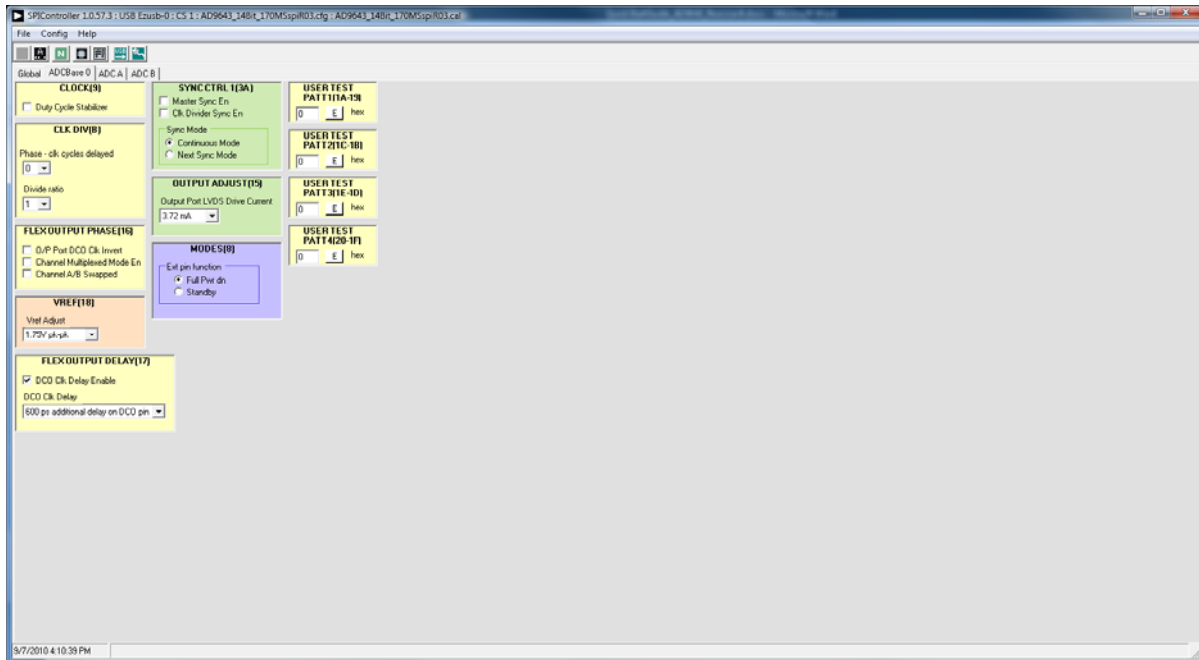 SPIController 1.0.57.3 : USB Ezusb-0 : CS 1 : AD9643_14Bit_170MSspiR03.cfg : AD9643_14Bit_170MSspiR03.cal
File Config Help
Global ADCBase 0 ADC A ADC B
CLOCK(9)
Duty Cycle Stabilizer
CLK DIV(B)
Phase - clk cycles delayed
0
Divide ratio
1
FLEX OUTPUT PHASE(16)
O/P Port DCO Clk Invert
Channel Multiplexed Mode En
Channel A/B Swapped
VREF(18)
Vref Adjust
1.75V pk-pk
FLEX OUTPUT DELAY(17)
DCO Clk Delay Enable
DCO Clk Delay
600 ps additional delay on DCO pin
SYNC CTRL 1(3A)
Master Sync En
Clk Divider Sync En
Sync Mode
Continuous Mode
Next Sync Mode
OUTPUT ADJUST(15)
Output Port LVDS Drive Current
3.72 mA
MODES(8)
Ext pin function
Full Pwr dn
Standby
USER TEST
PATT1(1A-19)
0 E hex
USER TEST
PATT2(1C-1B)
0 E hex
USER TEST
PATT3(1E-1D)
0 E hex
USER TEST
PATT4(20-1F)
0 E hex
9/7/2010 4:10:39 PM